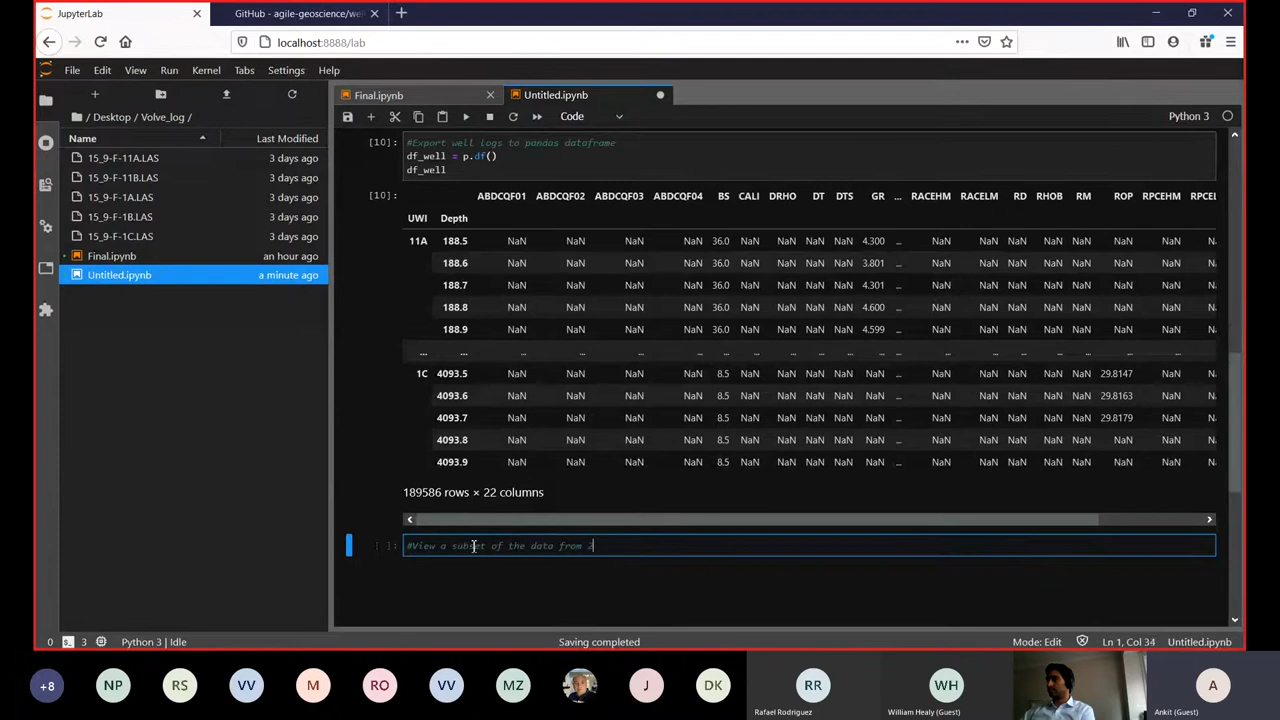 JupyterLab
GitHub - agile-geoscience/wel
localhost:8888/lab
File Edit View Run Kernel Tabs Settings Help
Final.ipynb
Untitled.ipynb
/ Desktop / Volve_log /
Code
Python 3
Name Last Modified
15_9-F-11A.LAS 3 days ago
15_9-F-11B.LAS 3 days ago
15_9-F-1A.LAS 3 days ago
15_9-F-1B.LAS 3 days ago
15_9-F-1C.LAS 3 days ago
Final.ipynb an hour ago
Untitled.ipynb a minute ago
[10]: #Export well logs to pandas dataframe
df_well = p.df()
df_well
[10]: ABDCQF01 ABDCQF02 ABDCQF03 ABDCQF04 BS CALI DRHO DT DTS GR ... RACEHM RACELM RD RHOB RM ROP RPCEHM RPCEL
UWI Depth
11A 188.5 NaN NaN NaN NaN 36.0 NaN NaN NaN NaN 4.300 ... NaN NaN NaN NaN NaN NaN NaN N
188.6 NaN NaN NaN NaN 36.0 NaN NaN NaN NaN 3.801 ... NaN NaN NaN NaN NaN NaN NaN N
188.7 NaN NaN NaN NaN 36.0 NaN NaN NaN NaN 4.301 ... NaN NaN NaN NaN NaN NaN NaN N
188.8 NaN NaN NaN NaN 36.0 NaN NaN NaN NaN 4.600 ... NaN NaN NaN NaN NaN NaN NaN N
188.9 NaN NaN NaN NaN 36.0 NaN NaN NaN NaN 4.599 ... NaN NaN NaN NaN NaN NaN NaN N
... ... ... ... ... ... ... ... ... ... ... ... ... ... ... ... ... ... ... ...
1C 4093.5 NaN NaN NaN NaN 8.5 NaN NaN NaN NaN NaN ... NaN NaN NaN NaN NaN 29.8147 NaN N
4093.6 NaN NaN NaN NaN 8.5 NaN NaN NaN NaN NaN ... NaN NaN NaN NaN NaN 29.8163 NaN N
4093.7 NaN NaN NaN NaN 8.5 NaN NaN NaN NaN NaN ... NaN NaN NaN NaN NaN 29.8179 NaN N
4093.8 NaN NaN NaN NaN 8.5 NaN NaN NaN NaN NaN ... NaN NaN NaN NaN NaN NaN NaN N
4093.9 NaN NaN NaN NaN 8.5 NaN NaN NaN NaN NaN ... NaN NaN NaN NaN NaN NaN NaN N
189586 rows × 22 columns
[ ]: #View a subset of the data from 2
0 3 Python 3 | Idle Saving completed Mode: Edit Ln 1, Col 34 Untitled.ipynb
+8 NP RS VV M RO VV MZ J DK RR WH A
Rafael Rodriguez William Healy (Guest) Ankit (Guest)